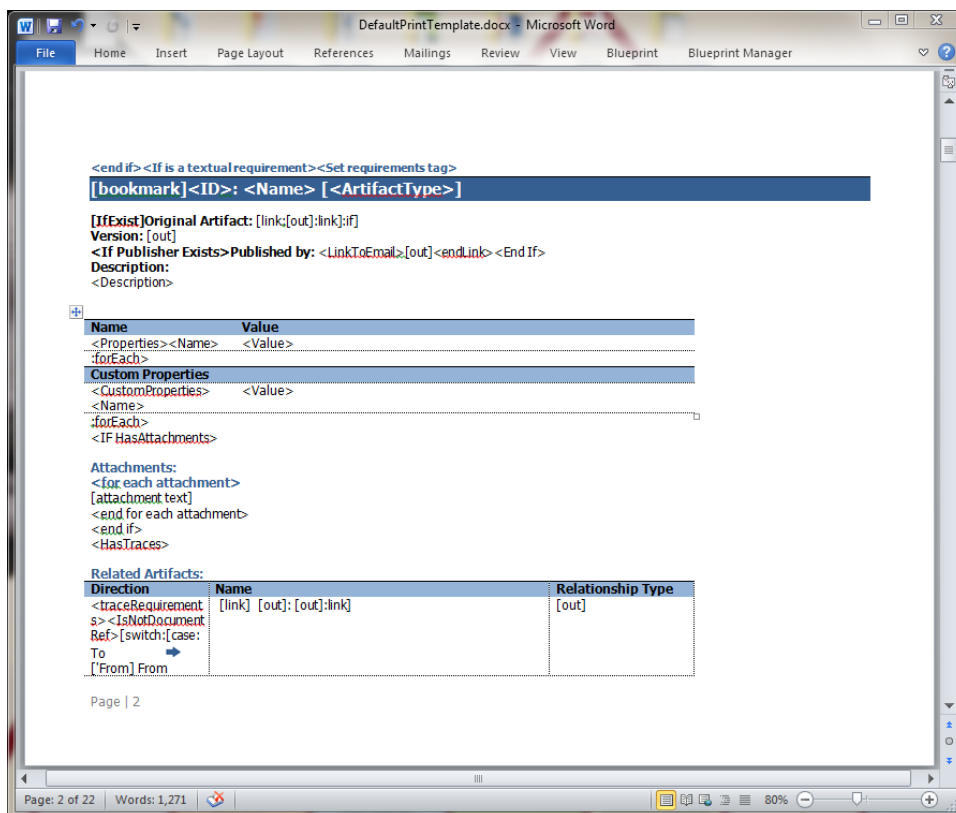 DefaultPrintTemplate.docx - Microsoft Word
File Home Insert Page Layout References Mailings Review View Blueprint Blueprint Manager
<end if><If is a textual requirement><Set requirements tag>
[bookmark]<ID>: <Name> [<ArtifactType>]
[IfExist]Original Artifact: [link;[out]:link]:if]
Version: [out]
<If Publisher Exists>Published by: <LinkToEmail>[out]<endLink><End If>
Description:
<Description>
Name Value
<Properties><Name> <Value>
:forEach>
Custom Properties
<CustomProperties> <Value>
<Name>
:forEach>
<IF HasAttachments>
Attachments:
<for each attachment>
[attachment text]
<end for each attachment>
<end if>
<HasTraces>
Related Artifacts:
Direction Name Relationship Type
<traceRequirement [link] [out]: [out]:link] [out]
s><IsNotDocument
Ref>[switch:[case:
To
['From] From
Page | 2
Page: 2 of 22 Words: 1,271 80%